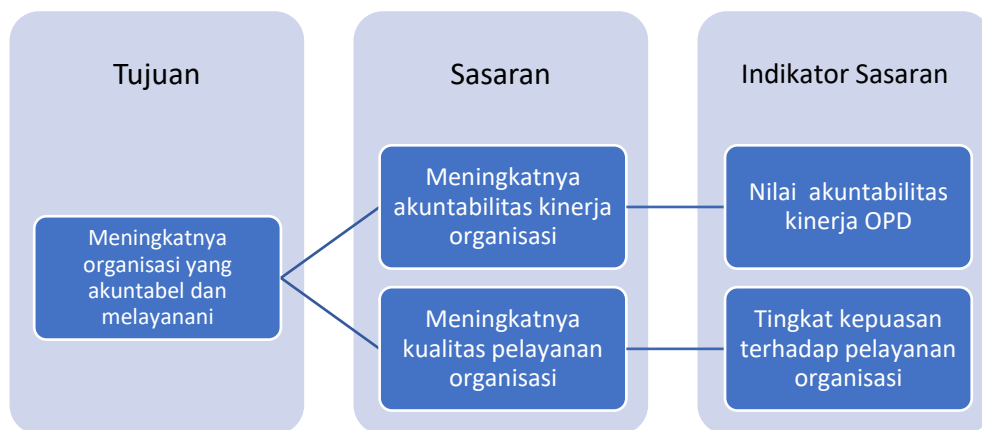 Tujuan
Meningkatnya
organisasi yang
akuntabel dan
melayanani
Sasaran
Meningkatnya
akuntabilitas kinerja
organisasi
Meningkatnya
kualitas pelayanan
organisasi
Indikator Sasaran
Nilai akuntabilitas
kinerja OPD
Tingkat kepuasan
terhadap pelayanan
organisasi